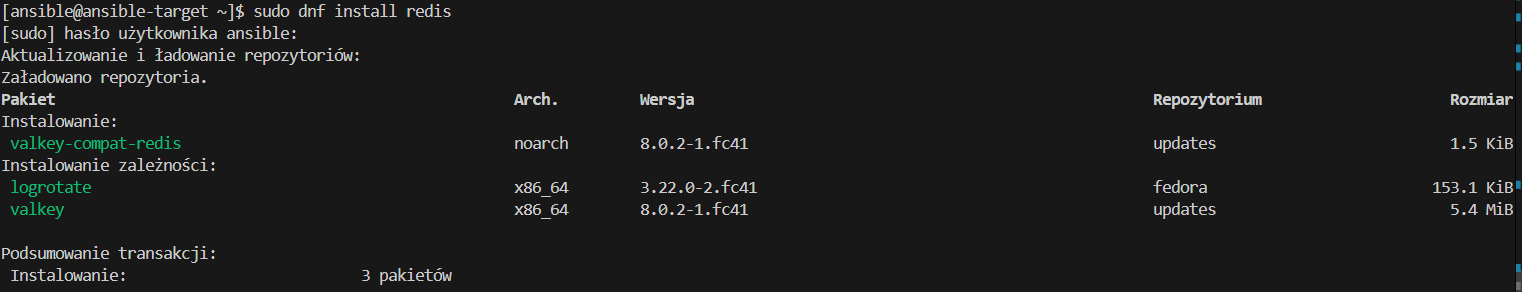 [ansible@ansible-target ~]$ sudo dnf install redis
[sudo] hasło użytkownika ansible:
Aktualizowanie i ładowanie repozytoriów:
Załadowano repozytoria.
Pakiet Arch. Wersja Repozytorium Rozmiar
Instalowanie:
valkey-compat-redis noarch 8.0.2-1.fc41 updates 1.5 KiB
Instalowanie zależności:
logrotate x86_64 3.22.0-2.fc41 fedora 153.1 KiB
valkey x86_64 8.0.2-1.fc41 updates 5.4 MiB
Podsumowanie transakcji:
Instalowanie: 3 pakietów